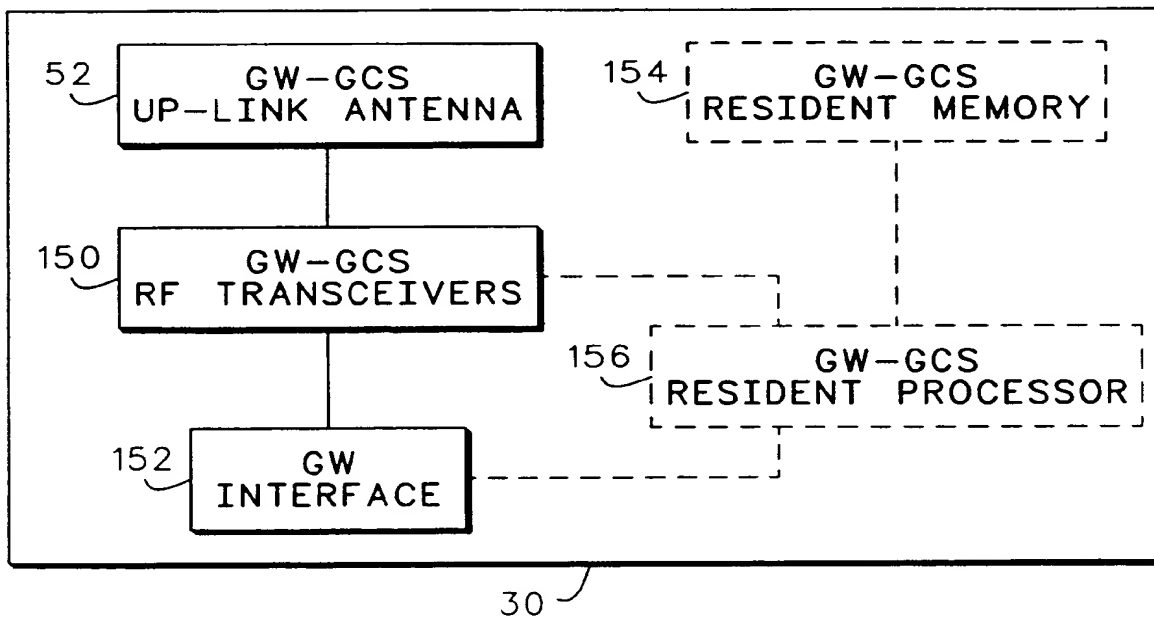 52
GW-GCS
UP-LINK ANTENNA
154
GW-GCS
RESIDENT MEMORY
150
GW-GCS
RF TRANSCEIVERS
156
GW-GCS
RESIDENT PROCESSOR
152
GW
INTERFACE
30